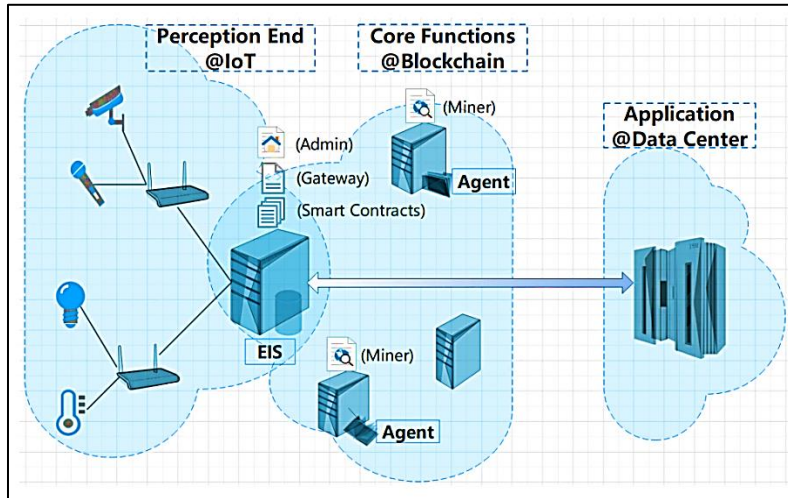 Perception End
@IoT
Core Functions
@Blockchain
(Miner)
Application
@Data Center
(Admin)
(Gateway)
Agent
(Smart Contracts)
EIS
(Miner)
Agent